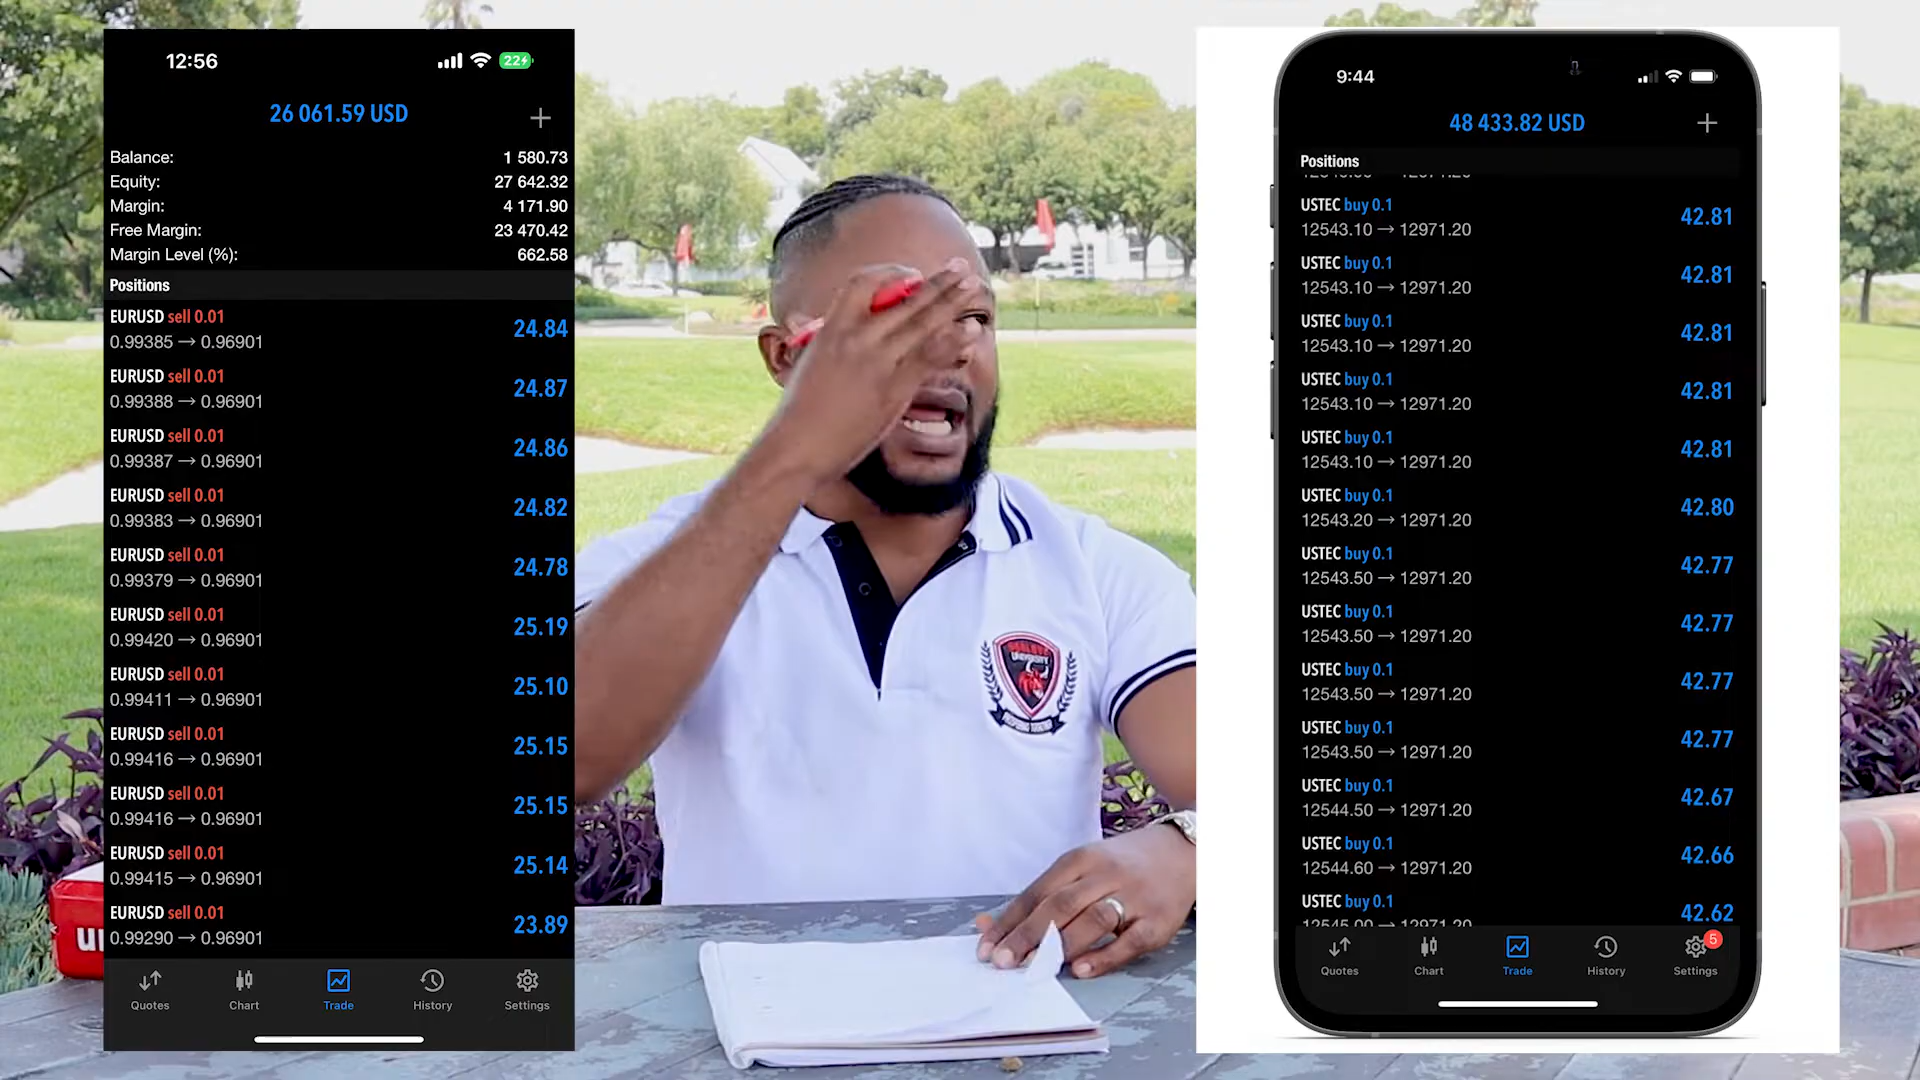 12:56
22
26 061.59 USD
Balance: 1 580.73
Equity: 27 642.32
Margin: 4 171.90
Free Margin: 23 470.42
Margin Level (%): 662.58
Positions
EURUSD sell 0.01
0.99385 → 0.96901 24.84
EURUSD sell 0.01
0.99388 → 0.96901 24.87
EURUSD sell 0.01
0.99387 → 0.96901 24.86
EURUSD sell 0.01
0.99383 → 0.96901 24.82
EURUSD sell 0.01
0.99379 → 0.96901 24.78
EURUSD sell 0.01
0.99420 → 0.96901 25.19
EURUSD sell 0.01
0.99411 → 0.96901 25.10
EURUSD sell 0.01
0.99416 → 0.96901 25.15
EURUSD sell 0.01
0.99416 → 0.96901 25.15
EURUSD sell 0.01
0.99415 → 0.96901 25.14
EURUSD sell 0.01
0.99290 → 0.96901 23.89
Quotes Chart Trade History Settings
UNIVERSITY
9:44
48 433.82 USD
Positions
USTEC buy 0.1
12543.10 → 12971.20 42.81
USTEC buy 0.1
12543.10 → 12971.20 42.81
USTEC buy 0.1
12543.10 → 12971.20 42.81
USTEC buy 0.1
12543.10 → 12971.20 42.81
USTEC buy 0.1
12543.10 → 12971.20 42.81
USTEC buy 0.1
12543.20 → 12971.20 42.80
USTEC buy 0.1
12543.50 → 12971.20 42.77
USTEC buy 0.1
12543.50 → 12971.20 42.77
USTEC buy 0.1
12543.50 → 12971.20 42.77
USTEC buy 0.1
12543.50 → 12971.20 42.77
USTEC buy 0.1
12544.50 → 12971.20 42.67
USTEC buy 0.1
12544.60 → 12971.20 42.66
USTEC buy 0.1
12545.00 → 12971.20 42.62
5
Quotes Chart Trade History Settings